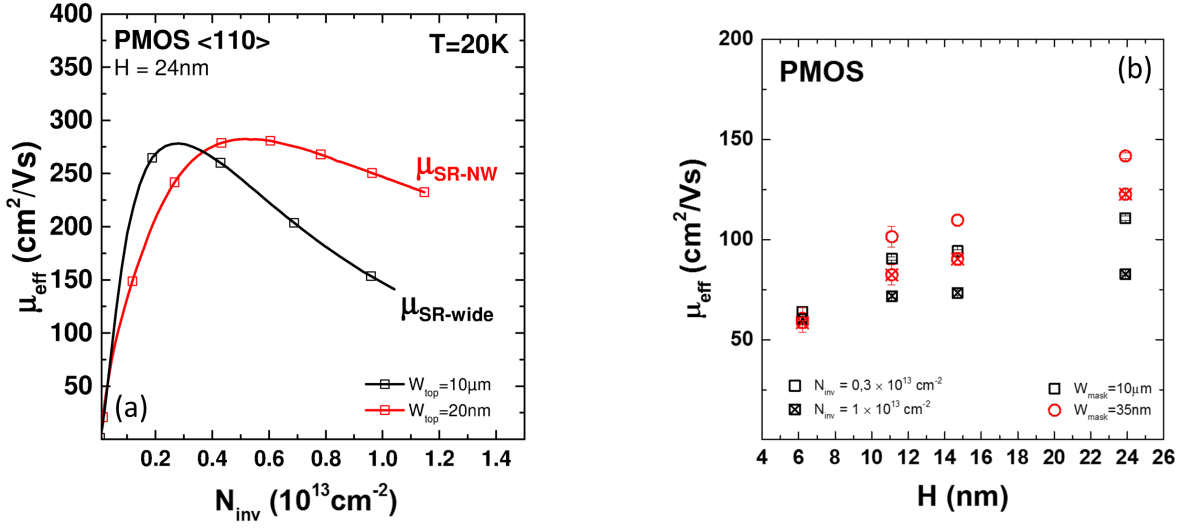 400
350
300
250
200
150
100
50
PMOS <110>
H = 24nm
T=20K
μSR-NW
μSR-wide
(a)
Wtop=10μm
Wtop=20nm
0.2 0.4 0.6 0.8 1.0 1.2 1.4
Ninv (10¹³cm⁻²)
μeff (cm²/Vs)
200
150
100
50
PMOS
(b)
Ninv = 0,3 × 10¹³ cm⁻²
Ninv = 1 × 10¹³ cm⁻²
Wmask=10μm
Wmask=35nm
4 6 8 10 12 14 16 18 20 22 24 26
H (nm)
μeff (cm²/Vs)